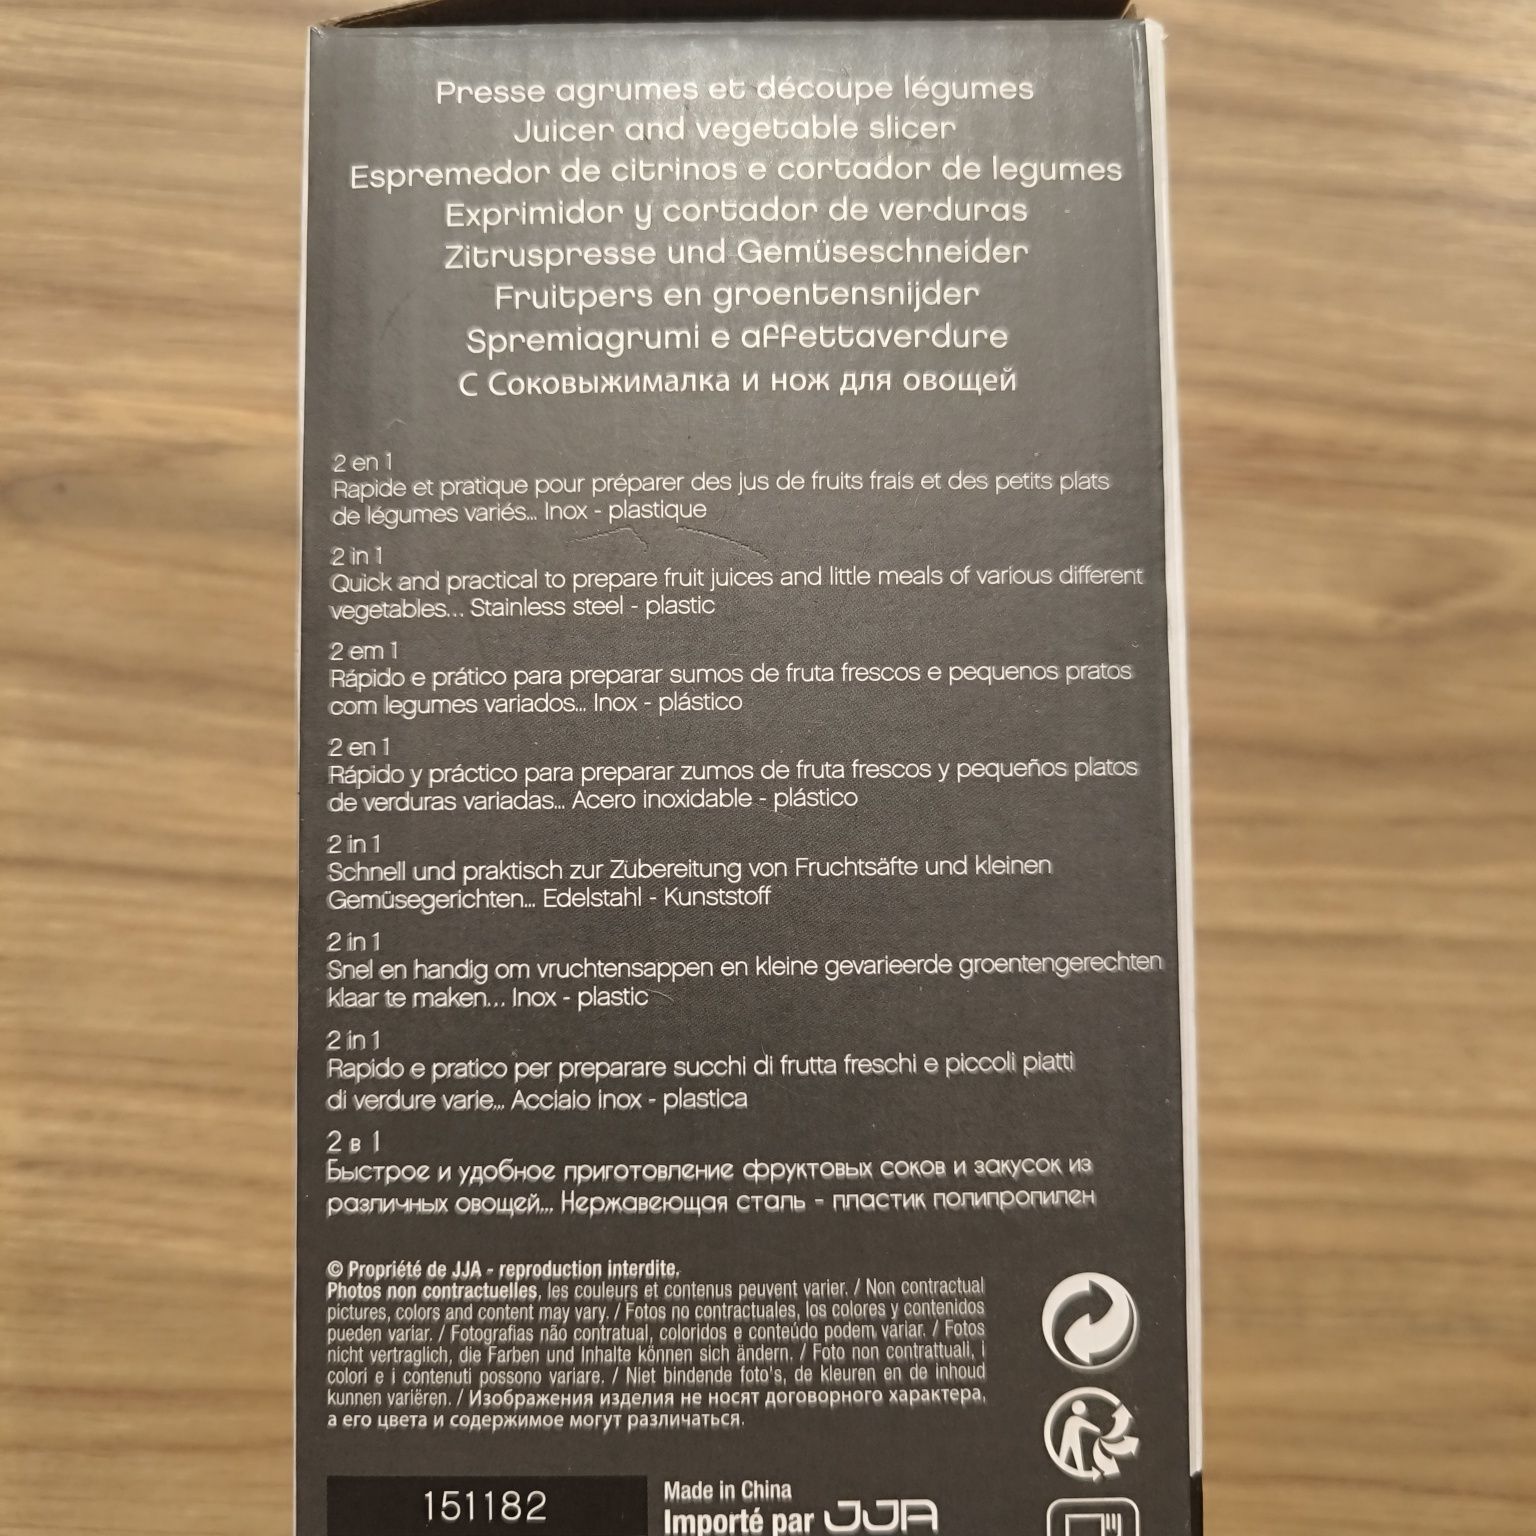 Presse agrumes et découpe légumes
Juicer and vegetable slicer
Espremedor de citrinos e cortador de legumes
Exprimidor y cortador de verduras
Zitruspresse und Gemüseschneider
Fruitpers en groentensnijder
Spremiagrumi e affettaverdure
С Соковыжималка и нож для овощей
2 en 1
Rapide et pratique pour préparer des jus de fruits frais et des petits plats
de légumes variés... Inox - plastique
2 in 1
Quick and practical to prepare fruit juices and little meals of various different
vegetables... Stainless steel - plastic
2 em 1
Rápido e prático para preparar sumos de fruta frescos e pequenos pratos
com legumes variados... Inox - plástico
2 en 1
Rápido y práctico para preparar zumos de fruta frescos y pequeños platos
de verduras variadas... Acero inoxidable - plástico
2 in 1
Schnell und praktisch zur Zubereitung von Fruchtsäfte und kleinen
Gemüsegerichten... Edelstahl - Kunststoff
2 in 1
Snel en handig om vruchtensappen en kleine gevarieerde groentengerechten
klaar te maken... Inox - plastic
2 in 1
Rapido e pratico per preparare succhi di frutta freschi e piccoli piatti
di verdure varie... Acciaio inox - plastica
2 в 1
Быстрое и удобное приготовление фруктовых соков и закусок из
различных овощей... Нержавеющая сталь - пластик полипропилен
© Propriété de JJA - reproduction interdite.
Photos non contractuelles, les couleurs et contenus peuvent varier. / Non contractual
pictures, colors and content may vary. / Fotos no contractuales, los colores y contenidos
pueden variar. / Fotografias não contratual, coloridos e conteúdo podem variar. / Fotos
nicht vertraglich, die Farben und Inhalte können sich ändern. / Foto non contrattuali, i
colori e i contenuti possono variare. / Niet bindende foto's, de kleuren en de inhoud
kunnen variëren. / Изображения изделия не носят договорного характера,
а его цвета и содержимое могут различаться.
151182
Made in China
Importé par JJA